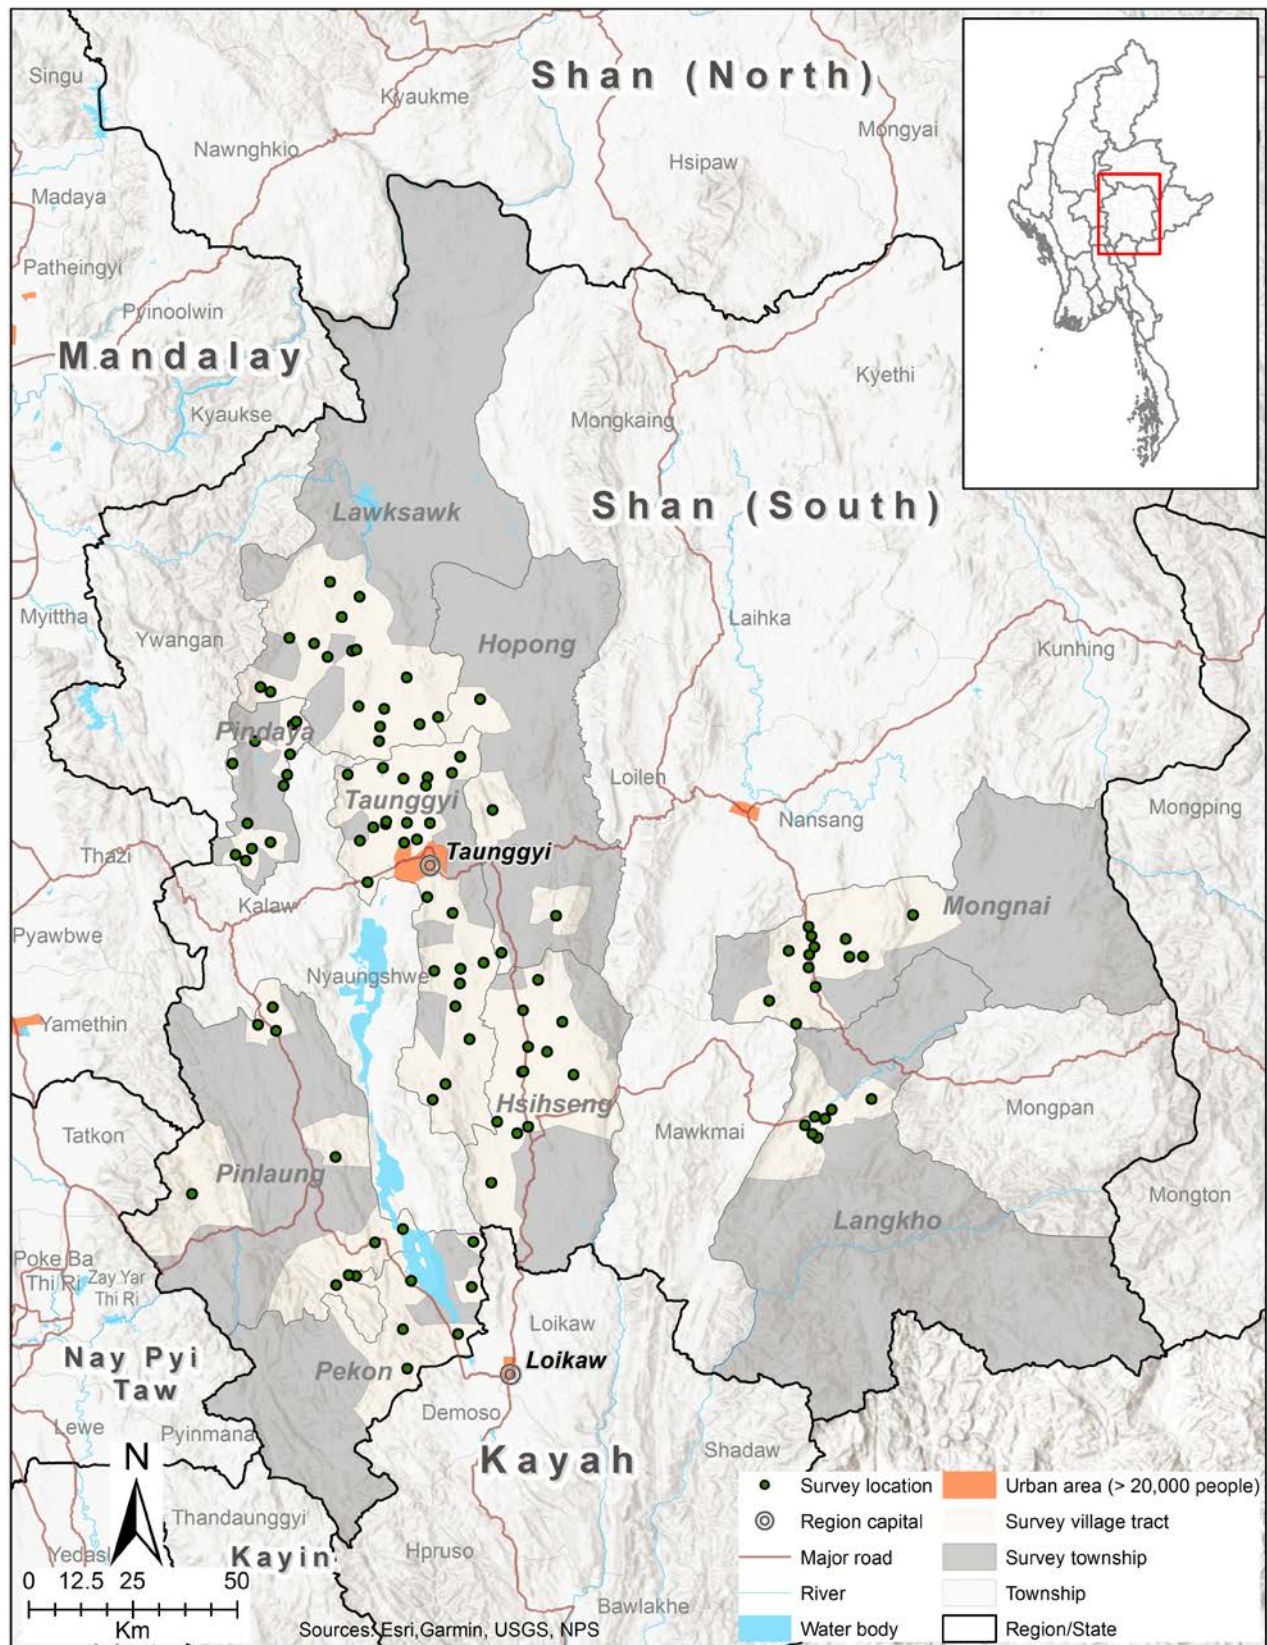 Shan (North)
Singu
Kyaukme
Mongyai
Nawnghkio
Hsipaw
Madaya
Patheingyi
Pyinoolwin
Mandalay
Kyethi
Kyaukse
Mongkaing
Shan (South)
Lawksawk
Myittha
Ywangan
Hopong
Laihka
Kunhing
Pindaya
Loilen
Taunggyi
Nansang
Mongping
Thazi
Taunggyi
Kalaw
Mongnai
Pyawbwe
Nyaungshwe
Yamethin
Hsihseng
Mongpan
Tatkon
Mawkmai
Pinlaung
Mongton
Langkho
Poke Ba
Thi Ri
Zay Yar
Thi Ri
Loikaw
Nay Pyi
Taw
Loikaw
Pekon
Demoso
Lewe
Pyinmana
Kayah
Shadaw
N
Thandaunggyi
Kayin
Hpruso
Bawlakhe
0 12.5 25 50
Km
Sources: Esri,Garmin, USGS, NPS
Survey location
Region capital
Major road
River
Water body
Urban area (> 20,000 people)
Survey village tract
Survey township
Township
Region/State